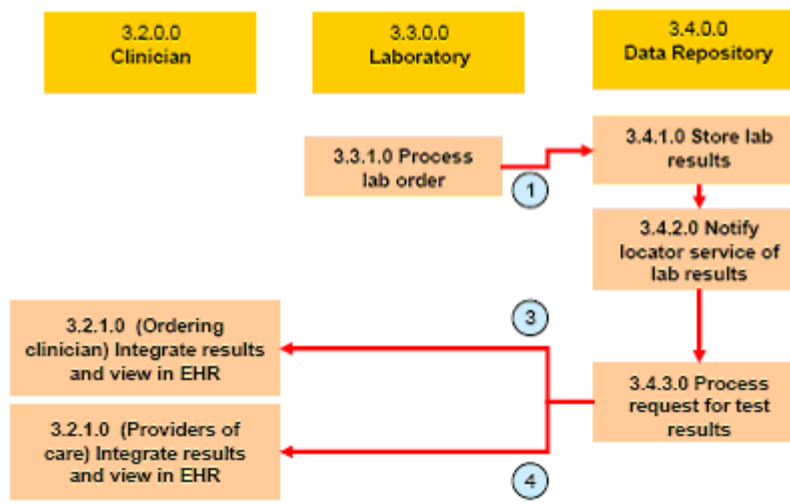 3.2.0.0
Clinician
3.3.0.0
Laboratory
3.4.0.0
Data Repository
3.3.1.0 Process
lab order
1
3.4.1.0 Store lab
results
3.4.2.0 Notify
locator service of
lab results
3
3.2.1.0 (Ordering
clinician) Integrate results
and view in EHR
3.4.3.0 Process
request for test
results
3.2.1.0 (Providers of
care) Integrate results
and view in EHR
4